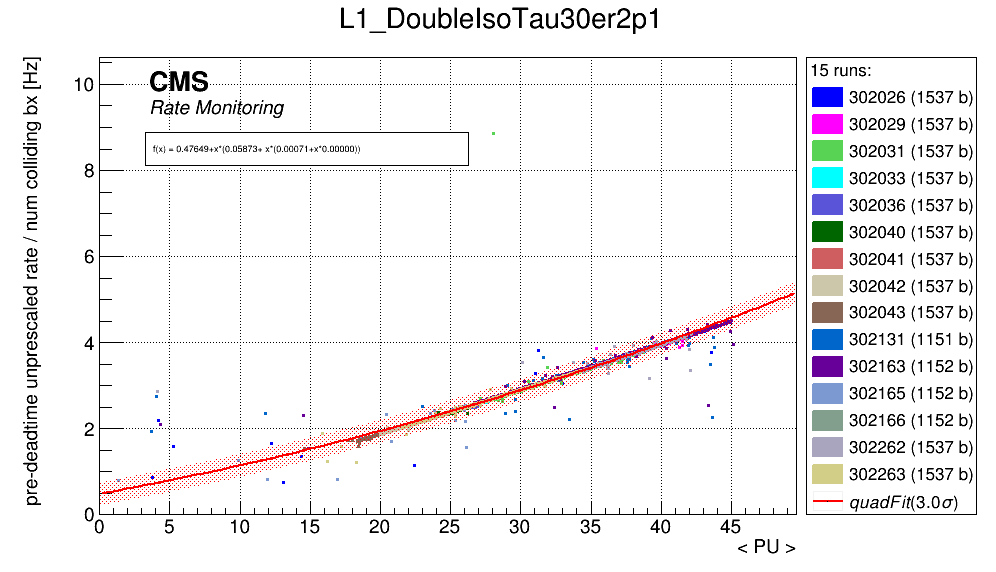 L1_DoubleIsoTau30er2p1
pre-deadtime unprescaled rate / num colliding bx [Hz]
CMS
Rate Monitoring
f(x) = 0.47649+x*(0.05873+ x*(0.00071+x*0.00000))
10
8
6
4
2
0
0 5 10 15 20 25 30 35 40 45
< PU >
15 runs:
302026 (1537 b)
302029 (1537 b)
302031 (1537 b)
302033 (1537 b)
302036 (1537 b)
302040 (1537 b)
302041 (1537 b)
302042 (1537 b)
302043 (1537 b)
302131 (1151 b)
302163 (1152 b)
302165 (1152 b)
302166 (1152 b)
302262 (1537 b)
302263 (1537 b)
quadFit(3.0σ)